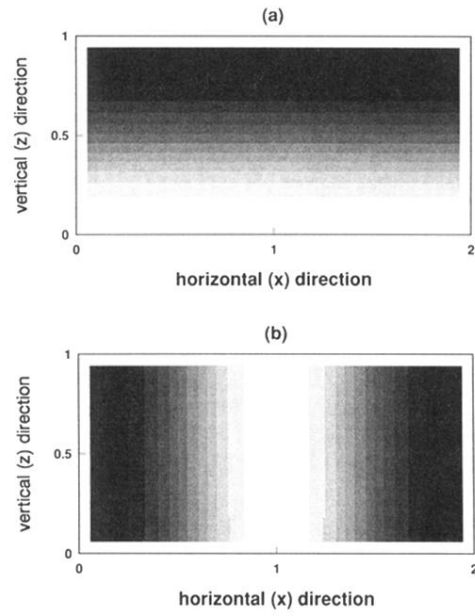 (a)
1
0.5
0
vertical (z) direction
0 1 2
horizontal (x) direction
(b)
1
0.5
0
vertical (z) direction
0 1 2
horizontal (x) direction